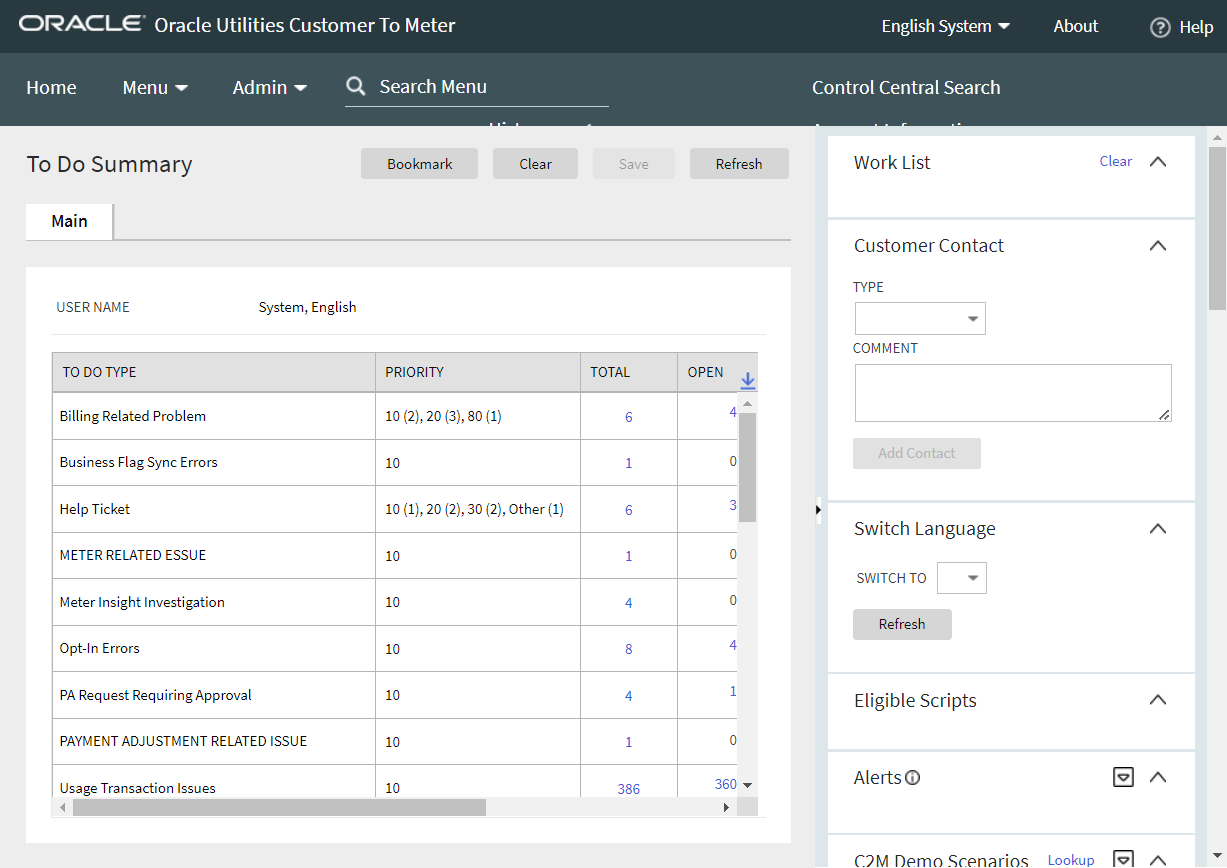 ORACLE Oracle Utilities Customer To Meter English System About Help
Home Menu Admin Search Menu Control Central Search
To Do Summary Bookmark Clear Save Refresh
Main
USER NAME System, English
TO DO TYPE PRIORITY TOTAL OPEN
Billing Related Problem 10 (2), 20 (3), 80 (1) 6 4
Business Flag Sync Errors 10 1 0
Help Ticket 10 (1), 20 (2), 30 (2), Other (1) 6 3
METER RELATED ESSUE 10 1 0
Meter Insight Investigation 10 4 0
Opt-In Errors 10 8 4
PA Request Requiring Approval 10 4 1
PAYMENT ADJUSTMENT RELATED ISSUE 10 1 0
Usage Transaction Issues 10 386 360
Work List Clear
Customer Contact
TYPE
COMMENT
Add Contact
Switch Language
SWITCH TO
Refresh
Eligible Scripts
Alerts
C2M Demo Scenarios Lookup